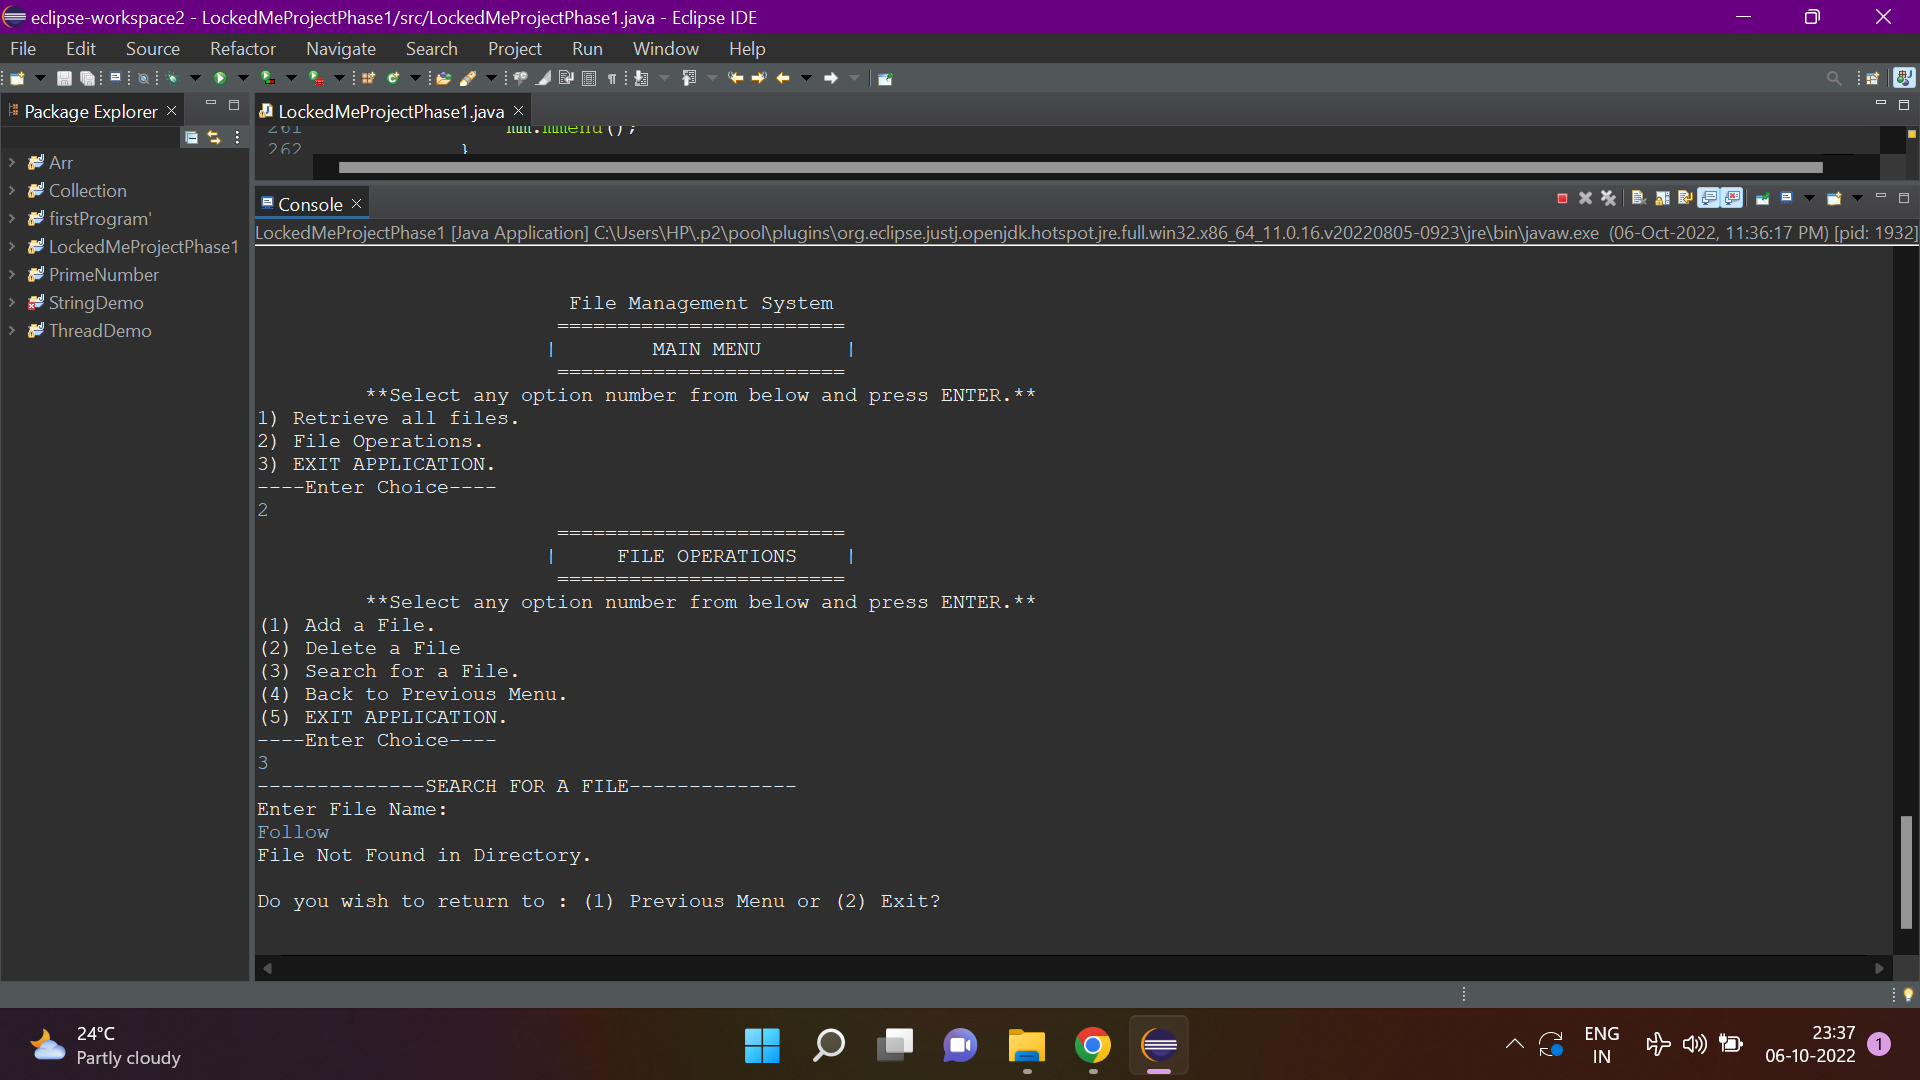 eclipse-workspace2 - LockedMeProjectPhase1/src/LockedMeProjectPhase1.java - Eclipse IDE
File Edit Source Refactor Navigate Search Project Run Window Help
Package Explorer
LockedMeProjectPhase1.java
Arr
Collection
firstProgram'
LockedMeProjectPhase1
PrimeNumber
StringDemo
ThreadDemo
261 mm.mmenu();
262 }
Console
LockedMeProjectPhase1 [Java Application] C:\Users\HP\.p2\pool\plugins\org.eclipse.justj.openjdk.hotspot.jre.full.win32.x86_64_11.0.16.v20220805-0923\jre\bin\javaw.exe (06-Oct-2022, 11:36:17 PM) [pid: 1932]
File Management System
========================
| MAIN MENU |
========================
**Select any option number from below and press ENTER.**
1) Retrieve all files.
2) File Operations.
3) EXIT APPLICATION.
----Enter Choice----
2
========================
| FILE OPERATIONS |
========================
**Select any option number from below and press ENTER.**
(1) Add a File.
(2) Delete a File
(3) Search for a File.
(4) Back to Previous Menu.
(5) EXIT APPLICATION.
----Enter Choice----
3
--------------SEARCH FOR A FILE--------------
Enter File Name:
Follow
File Not Found in Directory.
Do you wish to return to : (1) Previous Menu or (2) Exit?
24°C
Partly cloudy
ENG
IN
23:37
06-10-2022
1